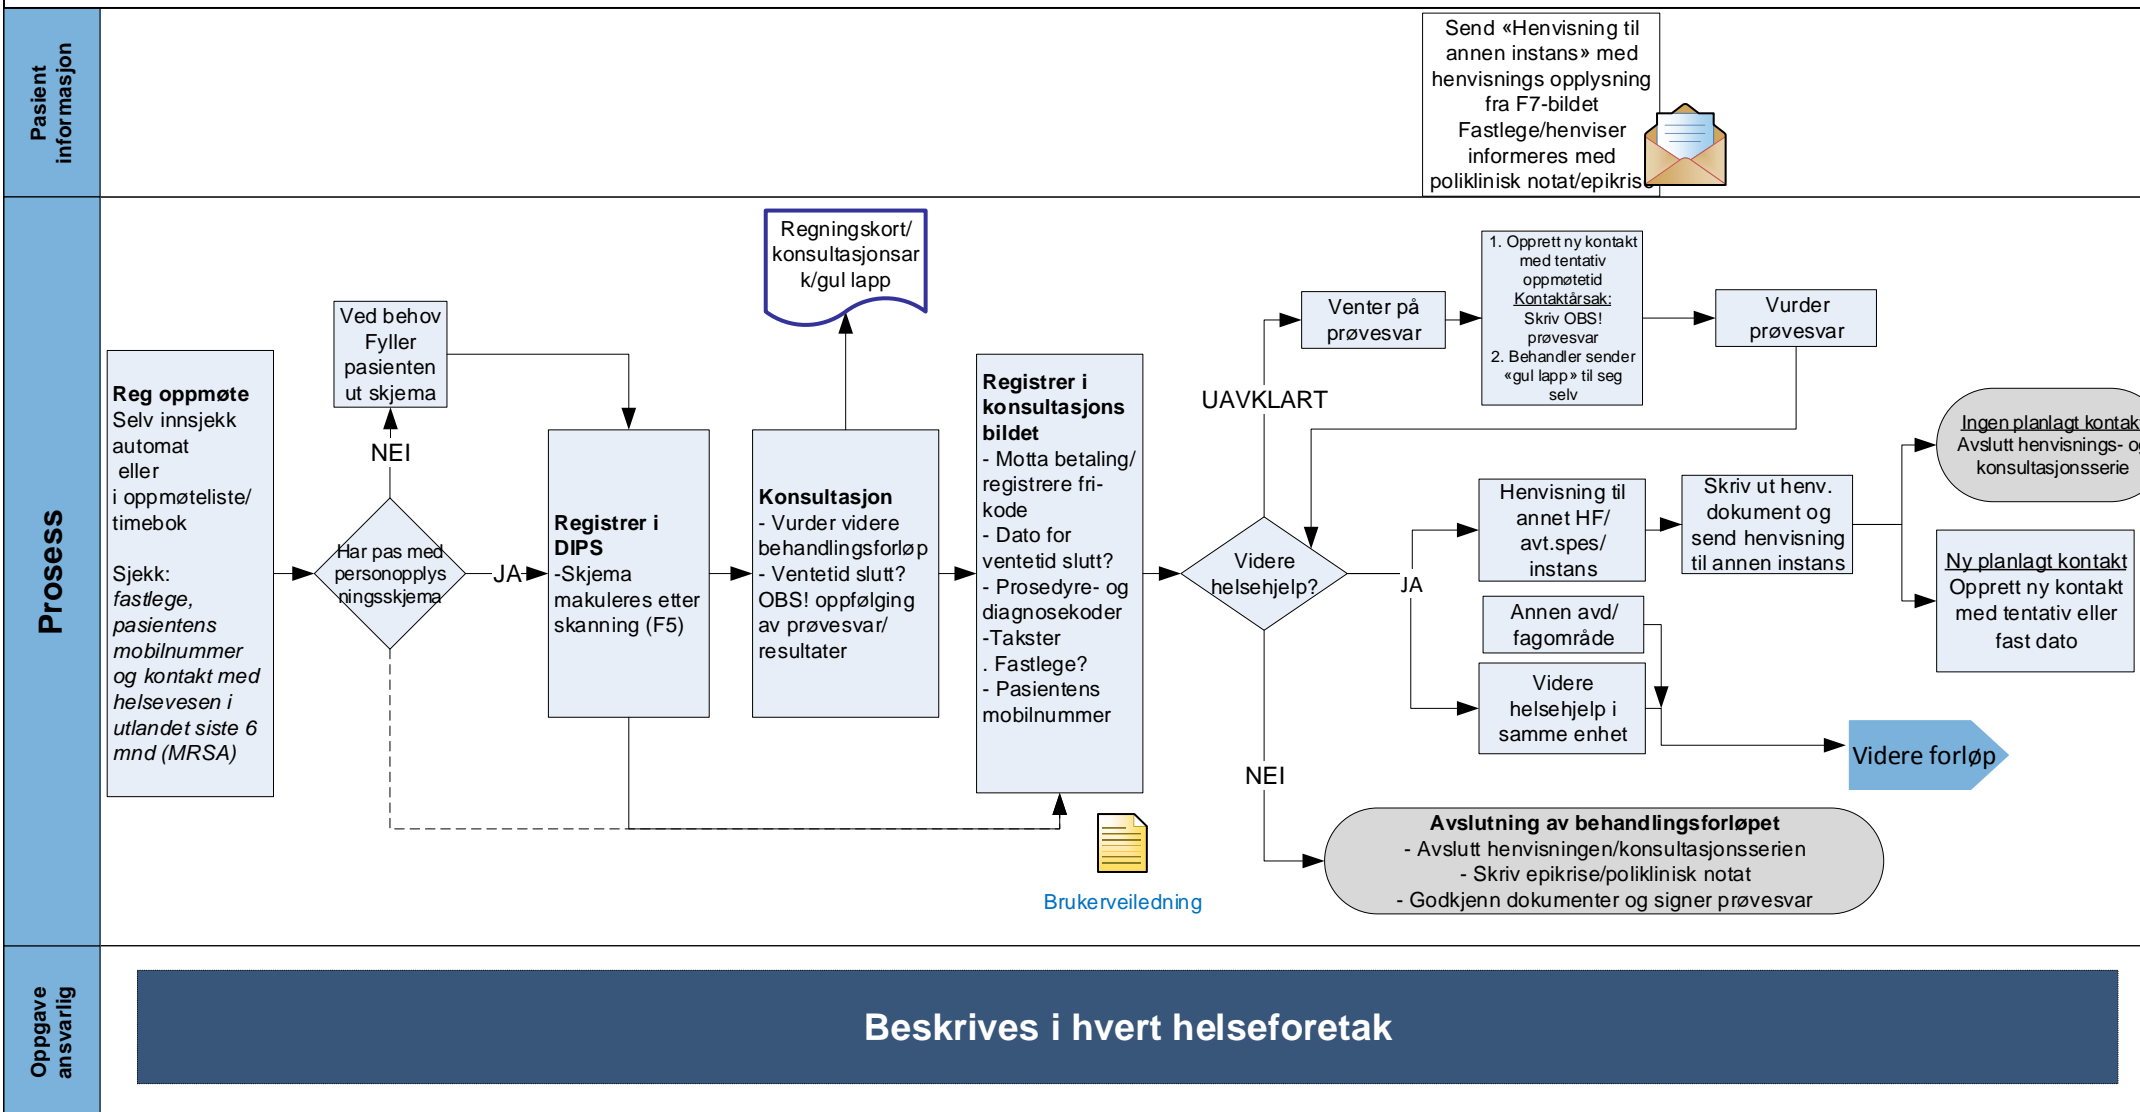 Pasient
informasjon
Send «Henvisning til
annen instans» med
henvisnings opplysning
fra F7-bildet
Fastlege/henviser
informeres med
poliklinisk notat/epikrise
Prosess
Reg oppmøte
Selv innsjekk
automat
eller
i oppmøteliste/
timebok
Sjekk:
fastlege,
pasientens
mobilnummer
og kontakt med
helsevesen i
utlandet siste 6
mnd (MRSA)
Ved behov
Fyller
pasienten
ut skjema
NEI
Har pas med
personopplys
ningsskjema
JA
Registrer i
DIPS
-Skjema
makuleres etter
skanning (F5)
Regningskort/
konsultasjonsar
k/gul lapp
Konsultasjon
- Vurder videre
behandlingsforløp
- Ventetid slutt?
OBS! oppfølging
av prøvesvar/
resultater
Registrer i
konsultasjons
bildet
- Motta betaling/
registrere fri-
kode
- Dato for
ventetid slutt?
- Prosedyre- og
diagnosekoder
-Takster
. Fastlege?
- Pasientens
mobilnummer
Brukerveiledning
Videre
helsehjelp?
UAVKLART
Venter på
prøvesvar
1. Opprett ny kontakt
med tentativ
oppmøtetid
Kontaktårsak:
Skriv OBS!
prøvesvar
2. Behandler sender
«gul lapp» til seg
selv
Vurder
prøvesvar
JA
Henvisning til
annet HF/
avt.spes/
instans
Skriv ut henv.
dokument og
send henvisning
til annen instans
Ingen planlagt kontakt
Avslutt henvisnings- og
konsultasjonsserie
Ny planlagt kontakt
Opprett ny kontakt
med tentativ eller
fast dato
Annen avd/
fagområde
Videre
helsehjelp i
samme enhet
Videre forløp
NEI
Avslutning av behandlingsforløpet
- Avslutt henvisningen/konsultasjonsserien
- Skriv epikrise/poliklinisk notat
- Godkjenn dokumenter og signer prøvesvar
Oppgave
ansvarlig
Beskrives i hvert helseforetak